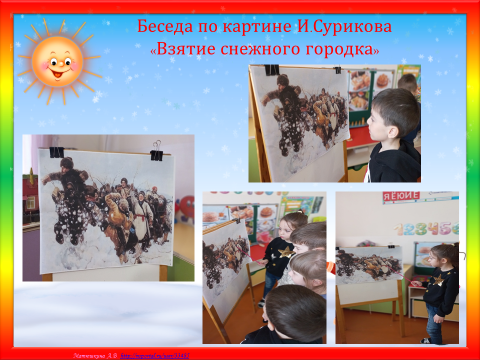 Беседа по картине И.Сурикова
«Взятие снежного городка»